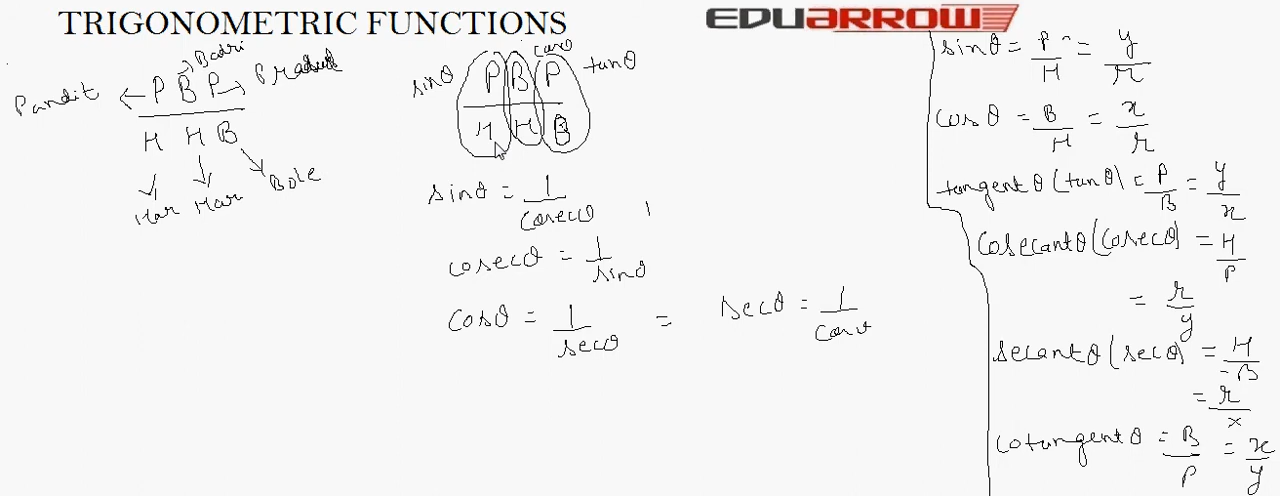 TRIGONOMETRIC FUNCTIONS
EDUARROW
Badri
Pandit ← P B P →
H H B
Har Har Bole
cosθ
sinθ P B P tanθ
H H B
sinθ = 1/cosecθ ,
cosecθ = 1/sinθ
cosθ = 1/secθ = secθ = 1/cosθ
sinθ = P/H = y/r
cosθ = B/H = x/r
tangentθ (tanθ) = P/B = y/x
cosecantθ (cosecθ) = H/P
= r/y
secantθ (secθ) = H/B
= r/x
cotangentθ = B/P = x/y